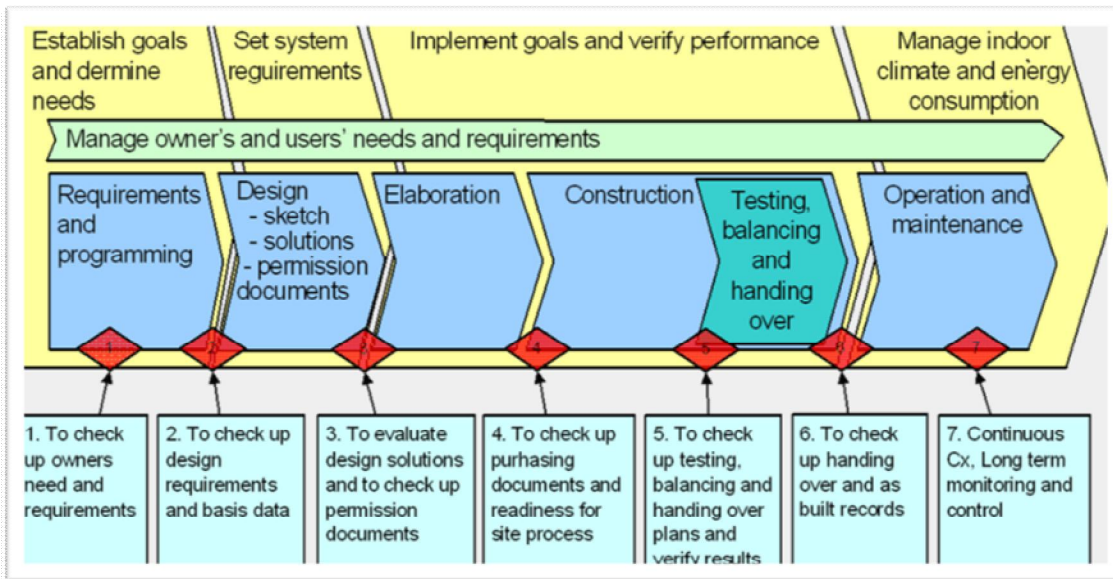 Establish goals
and dermine
needs
Set system
reguirements
Implement goals and verify performance
Manage indoor
climate and energy
consumption
Manage owner's and users' needs and requirements
Requirements
and
programming
Design
- sketch
- solutions
- permission
documents
Elaboration
Construction
Testing,
balancing
and
handing
over
Operation and
maintenance
1
2
3
4
5
6
7
1. To check
up owners
need and
requirements
2. To check up
design
requirements
and basis data
3. To evaluate
design solutions
and to check up
permission
documents
4. To check up
purhasing
documents and
readiness for
site process
5. To check
up testing,
balancing and
handing over
plans and
verify results
6. To check
up handing
over and as
built records
7. Continuous
Cx, Long term
monitoring and
control